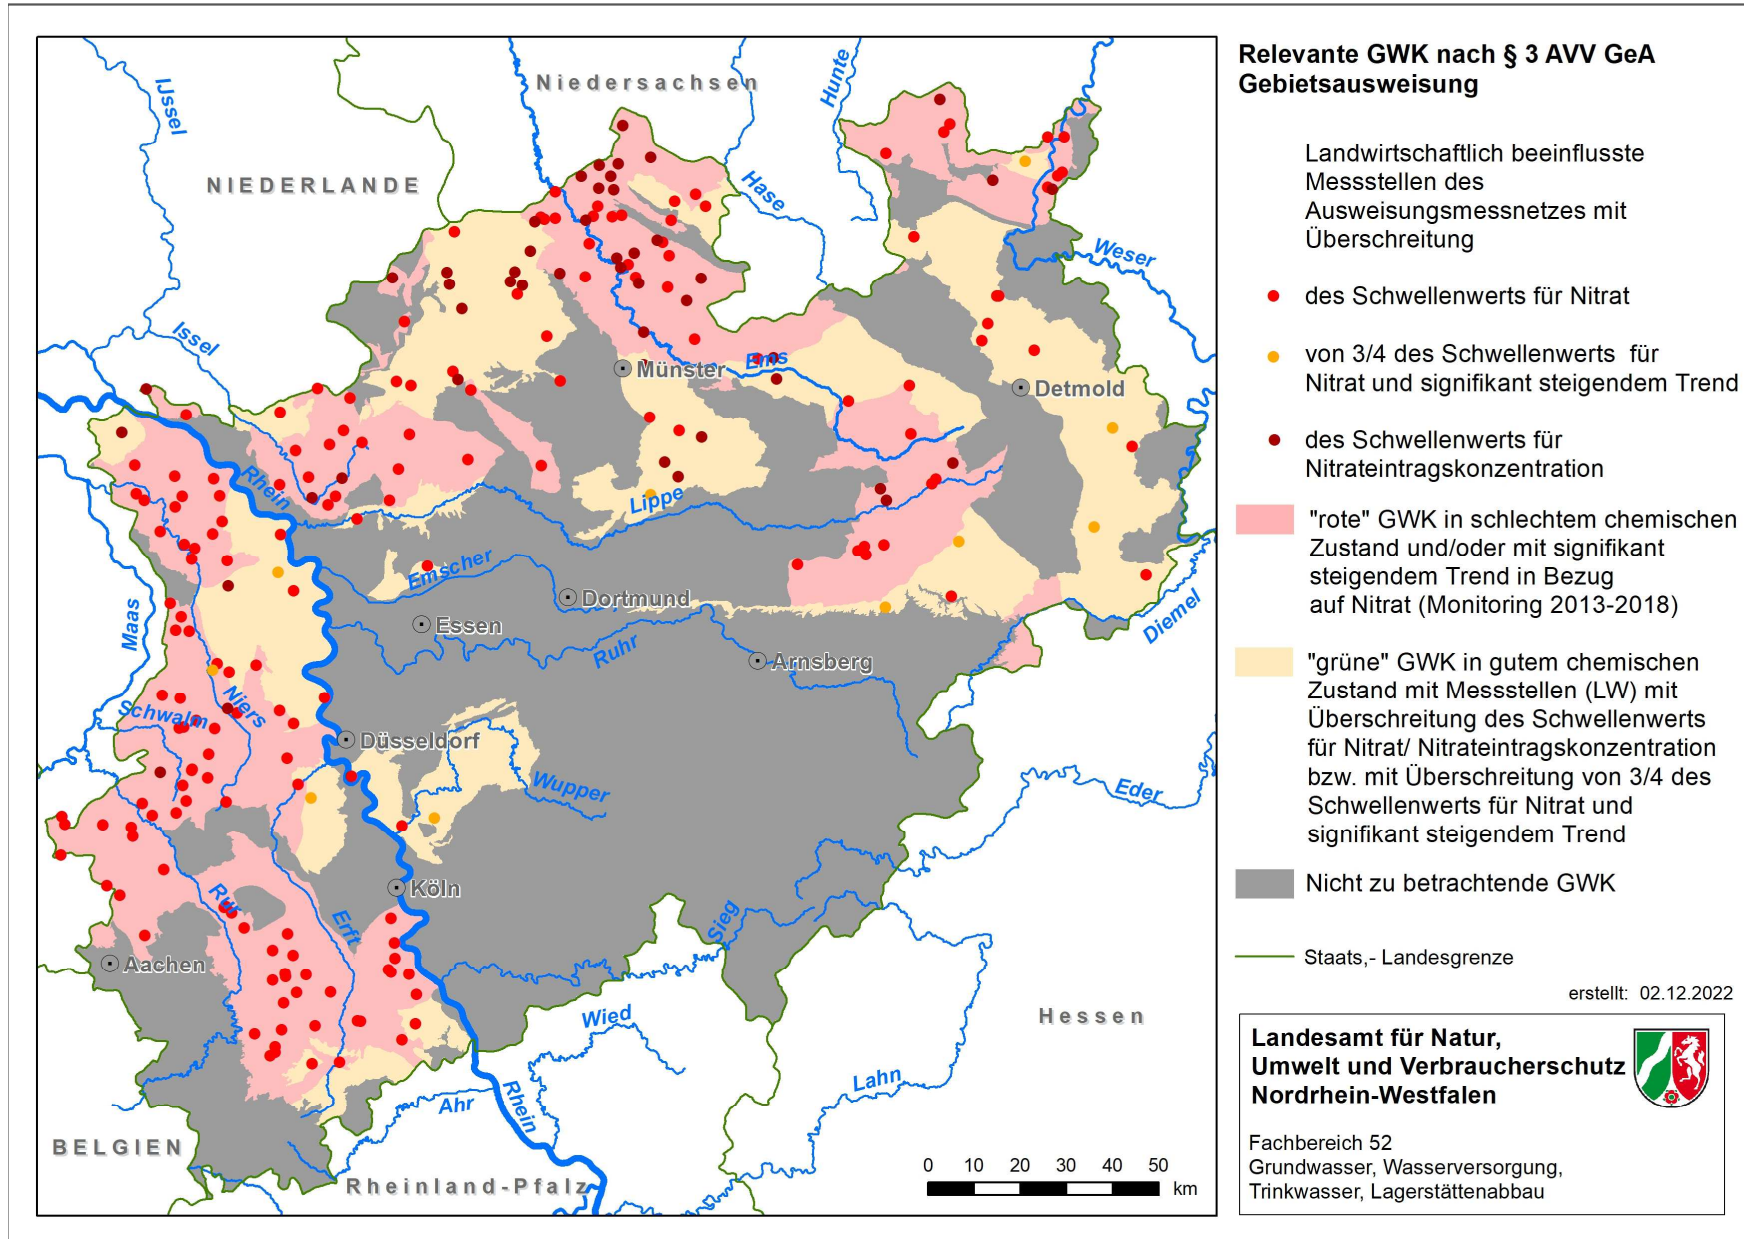 Relevante GWK nach § 3 AVV GeA
Gebietsausweisung
Landwirtschaftlich beeinflusste
Messstellen des
Ausweisungsmessnetzes mit
Überschreitung
des Schwellenwerts für Nitrat
von 3/4 des Schwellenwerts für
Nitrat und signifikant steigendem Trend
des Schwellenwerts für
Nitrateintragskonzentration
"rote" GWK in schlechtem chemischen
Zustand und/oder mit signifikant
steigendem Trend in Bezug
auf Nitrat (Monitoring 2013-2018)
"grüne" GWK in gutem chemischen
Zustand mit Messstellen (LW) mit
Überschreitung des Schwellenwerts
für Nitrat/ Nitrateintragskonzentration
bzw. mit Überschreitung von 3/4 des
Schwellenwerts für Nitrat und
signifikant steigendem Trend
Nicht zu betrachtende GWK
Staats,- Landesgrenze
erstellt: 02.12.2022
Landesamt für Natur,
Umwelt und Verbraucherschutz
Nordrhein-Westfalen
Fachbereich 52
Grundwasser, Wasserversorgung,
Trinkwasser, Lagerstättenabbau
Niedersachsen
NIEDERLANDE
IJssel
Hunte
Hase
Weser
Issel
Ems
Münster
Detmold
Rhein
Lippe
Emscher
Dortmund
Essen
Ruhr
Arnsberg
Diemel
Maas
Niers
Schwalm
Düsseldorf
Wupper
Eder
Köln
Rur
Erft
Sieg
Aachen
Wied
Hessen
Lahn
Ahr
Rhein
BELGIEN
Rheinland-Pfalz
0 10 20 30 40 50
km